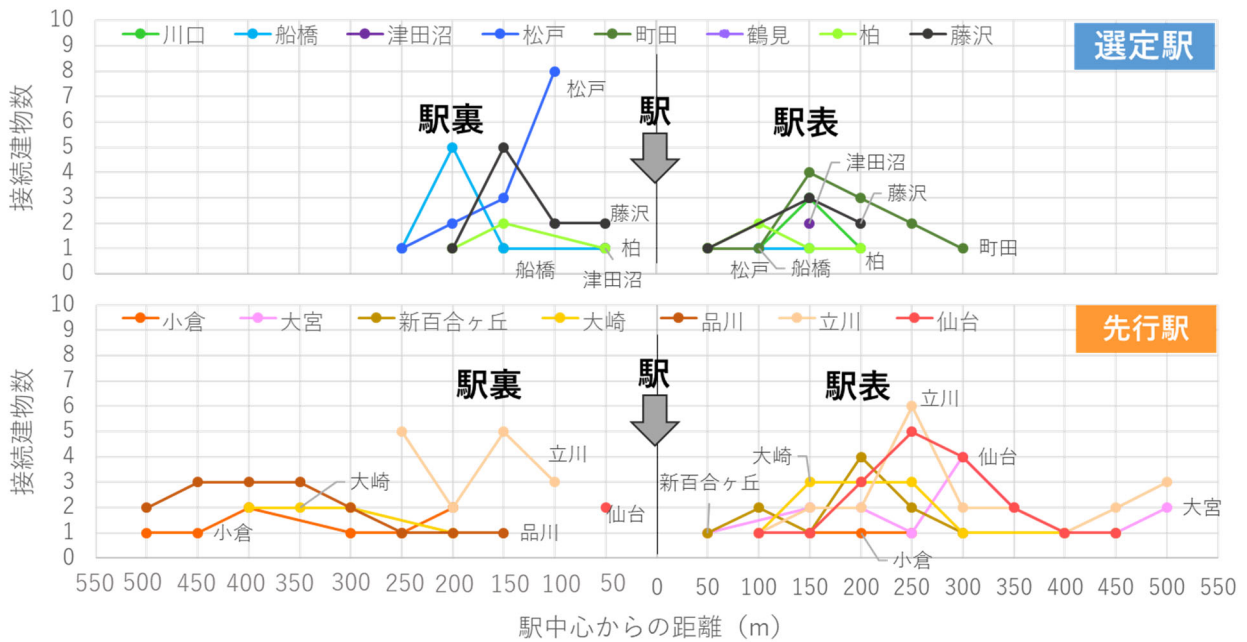 10
9
8
7
6
5
4
3
2
1
0
接続建物数
川口 船橋 津田沼 松戸 町田 鶴見 柏 藤沢
選定駅
松戸
駅裏
駅
駅表
津田沼
藤沢
藤沢
柏
船橋
津田沼
松戸
船橋
柏
町田
10
9
8
7
6
5
4
3
2
1
0
接続建物数
小倉 大宮 新百合ヶ丘 大崎 品川 立川 仙台
先行駅
駅裏
駅
駅表
立川
大崎
立川
大崎
新百合ヶ丘
仙台
仙台
大宮
小倉
品川
小倉
550 500 450 400 350 300 250 200 150 100 50 0 50 100 150 200 250 300 350 400 450 500 550
駅中心からの距離（m）